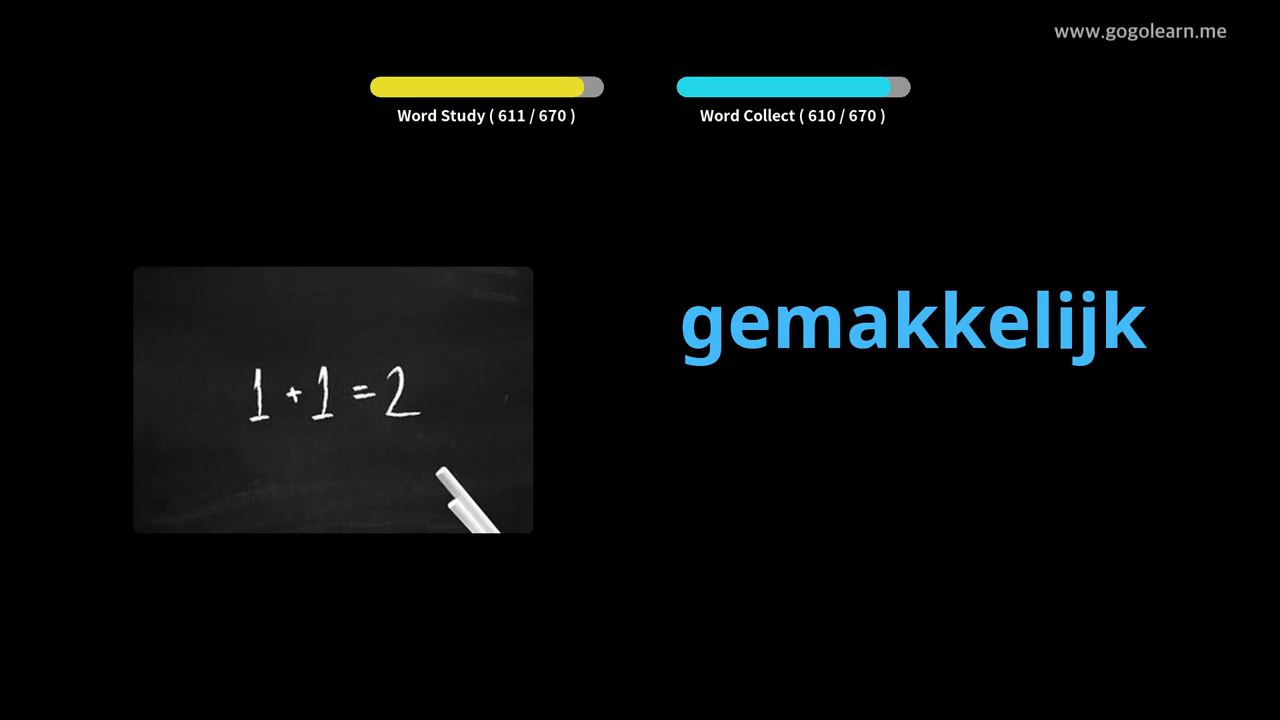 www.gogolearn.me
Word Study ( 611 / 670 )
Word Collect ( 610 / 670 )
gemakkelijk
1 + 1 = 2